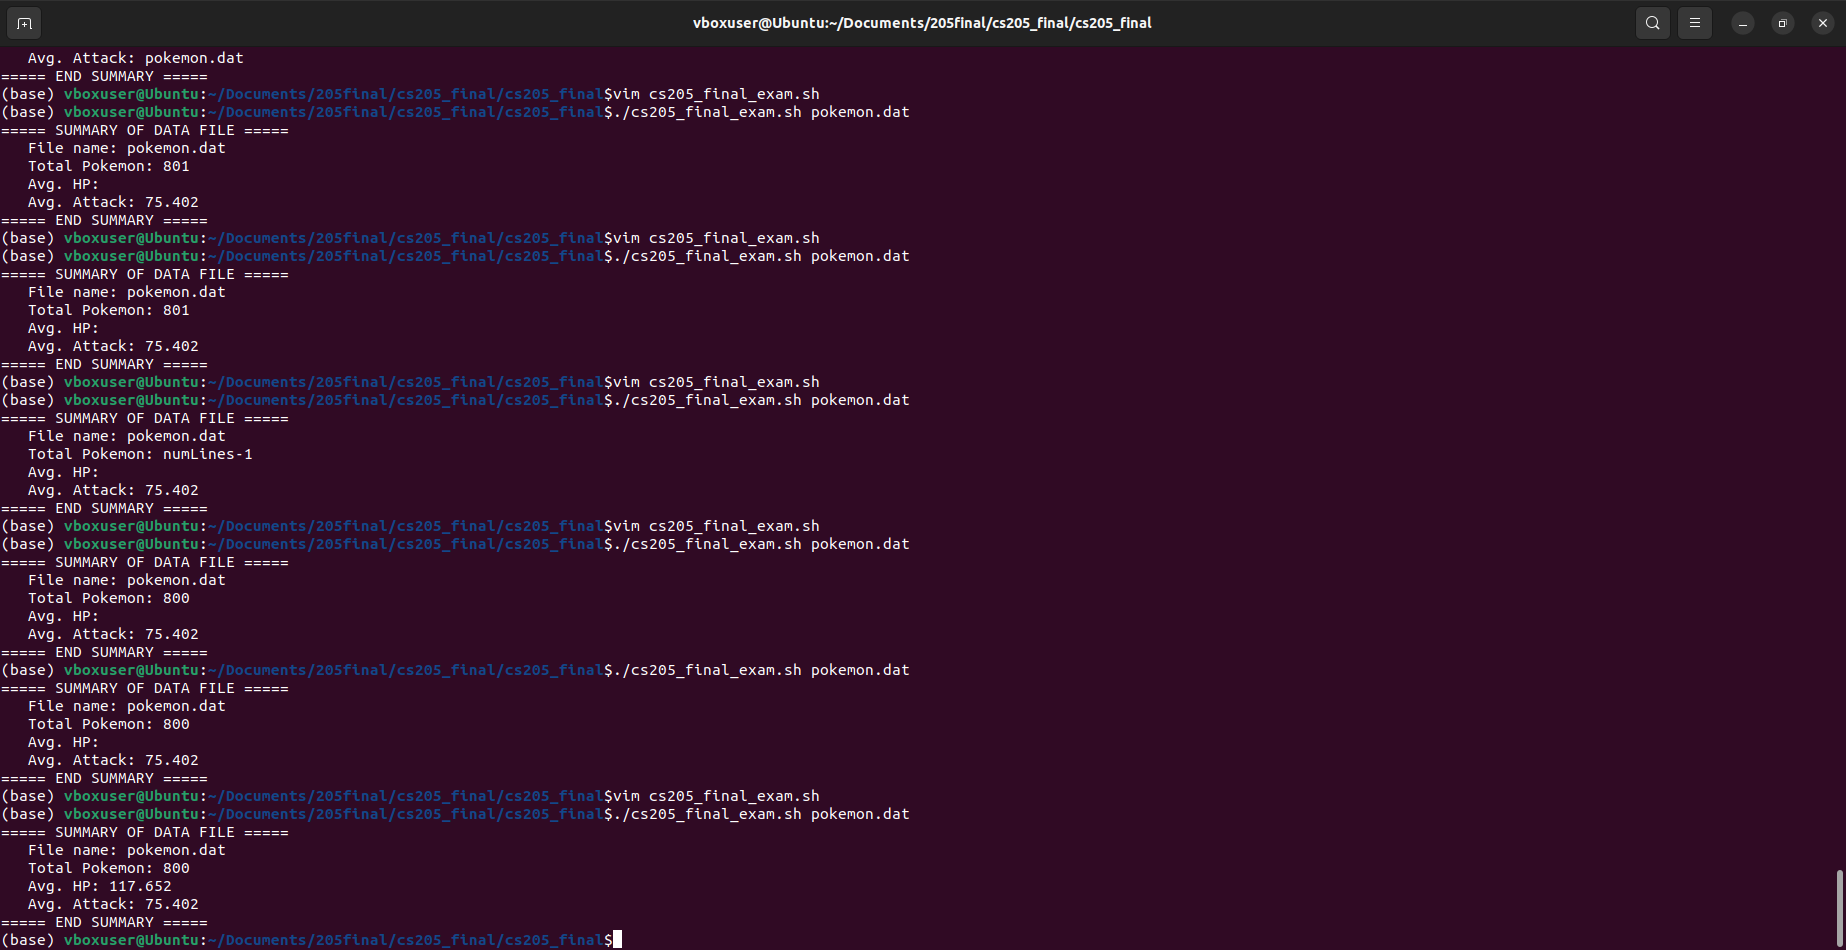 vboxuser@Ubuntu:~/Documents/205final/cs205_final/cs205_final
   Avg. Attack: pokemon.dat
===== END SUMMARY =====
(base) vboxuser@Ubuntu:~/Documents/205final/cs205_final/cs205_final$vim cs205_final_exam.sh
(base) vboxuser@Ubuntu:~/Documents/205final/cs205_final/cs205_final$./cs205_final_exam.sh pokemon.dat
===== SUMMARY OF DATA FILE =====
   File name: pokemon.dat
   Total Pokemon: 801
   Avg. HP:
   Avg. Attack: 75.402
===== END SUMMARY =====
(base) vboxuser@Ubuntu:~/Documents/205final/cs205_final/cs205_final$vim cs205_final_exam.sh
(base) vboxuser@Ubuntu:~/Documents/205final/cs205_final/cs205_final$./cs205_final_exam.sh pokemon.dat
===== SUMMARY OF DATA FILE =====
   File name: pokemon.dat
   Total Pokemon: 801
   Avg. HP:
   Avg. Attack: 75.402
===== END SUMMARY =====
(base) vboxuser@Ubuntu:~/Documents/205final/cs205_final/cs205_final$vim cs205_final_exam.sh
(base) vboxuser@Ubuntu:~/Documents/205final/cs205_final/cs205_final$./cs205_final_exam.sh pokemon.dat
===== SUMMARY OF DATA FILE =====
   File name: pokemon.dat
   Total Pokemon: numLines-1
   Avg. HP:
   Avg. Attack: 75.402
===== END SUMMARY =====
(base) vboxuser@Ubuntu:~/Documents/205final/cs205_final/cs205_final$vim cs205_final_exam.sh
(base) vboxuser@Ubuntu:~/Documents/205final/cs205_final/cs205_final$./cs205_final_exam.sh pokemon.dat
===== SUMMARY OF DATA FILE =====
   File name: pokemon.dat
   Total Pokemon: 800
   Avg. HP:
   Avg. Attack: 75.402
===== END SUMMARY =====
(base) vboxuser@Ubuntu:~/Documents/205final/cs205_final/cs205_final$./cs205_final_exam.sh pokemon.dat
===== SUMMARY OF DATA FILE =====
   File name: pokemon.dat
   Total Pokemon: 800
   Avg. HP:
   Avg. Attack: 75.402
===== END SUMMARY =====
(base) vboxuser@Ubuntu:~/Documents/205final/cs205_final/cs205_final$vim cs205_final_exam.sh
(base) vboxuser@Ubuntu:~/Documents/205final/cs205_final/cs205_final$./cs205_final_exam.sh pokemon.dat
===== SUMMARY OF DATA FILE =====
   File name: pokemon.dat
   Total Pokemon: 800
   Avg. HP: 117.652
   Avg. Attack: 75.402
===== END SUMMARY =====
(base) vboxuser@Ubuntu:~/Documents/205final/cs205_final/cs205_final$